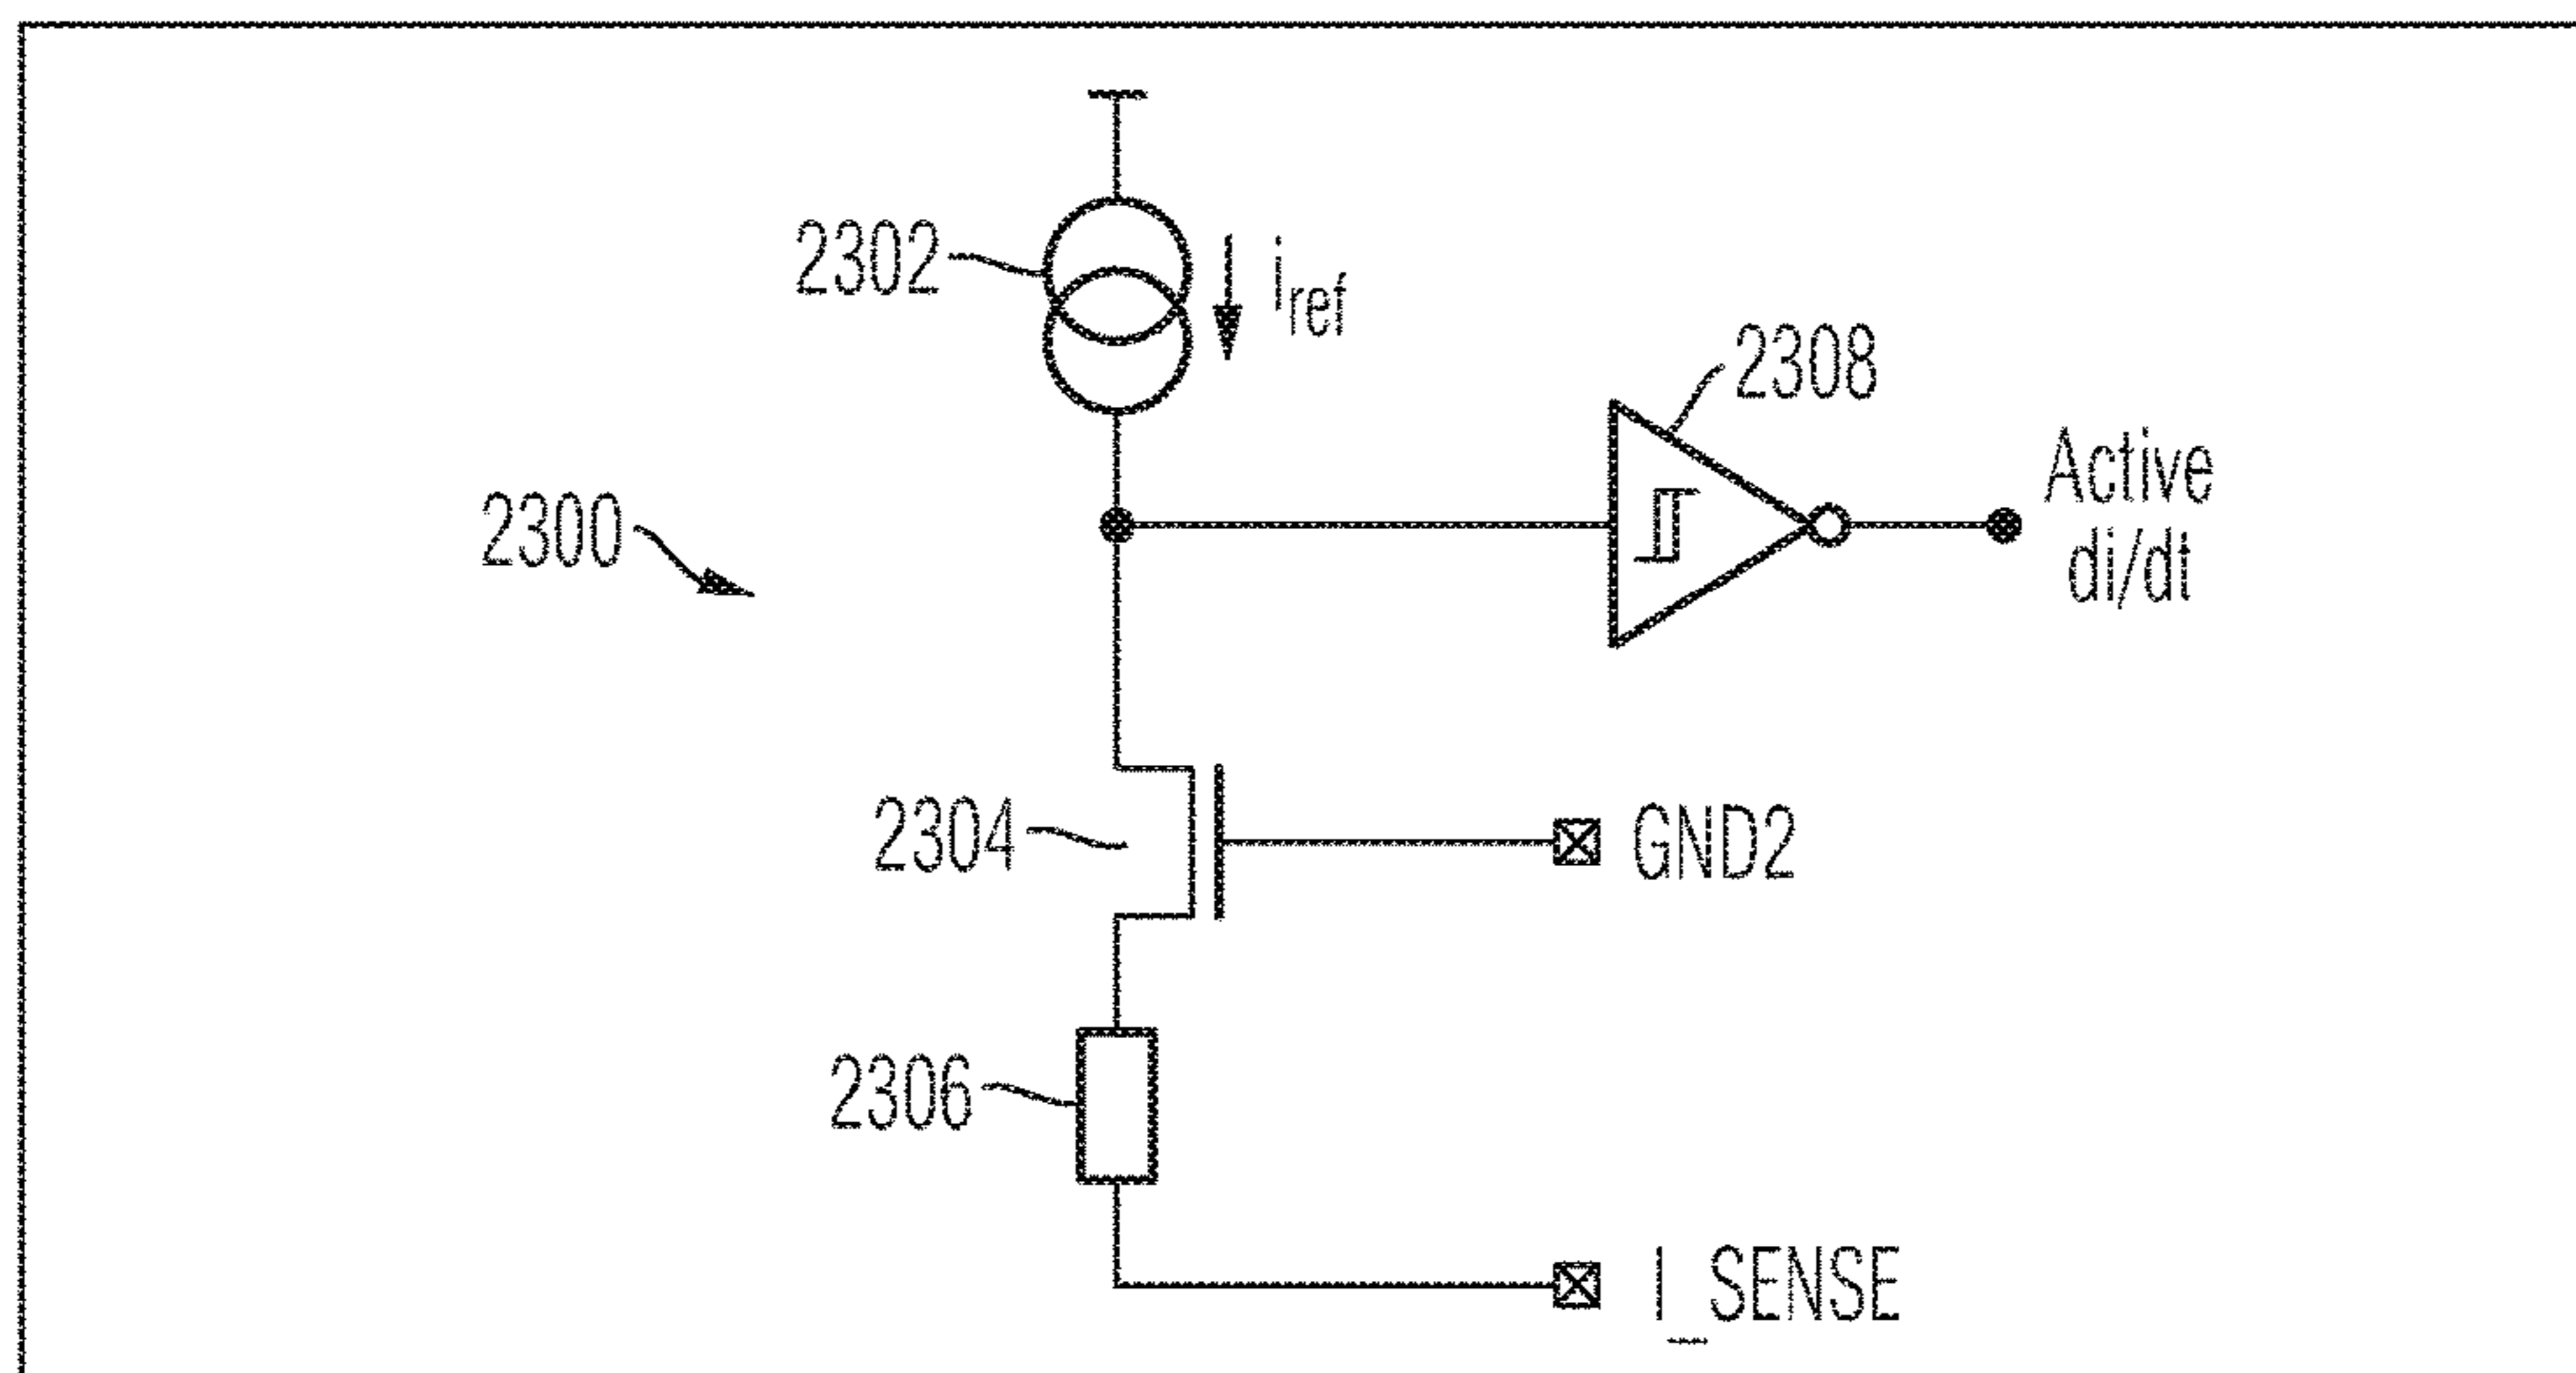 2302
i_ref
2308
Active
di/dt
2300
2304
GND2
2306
I_SENSE